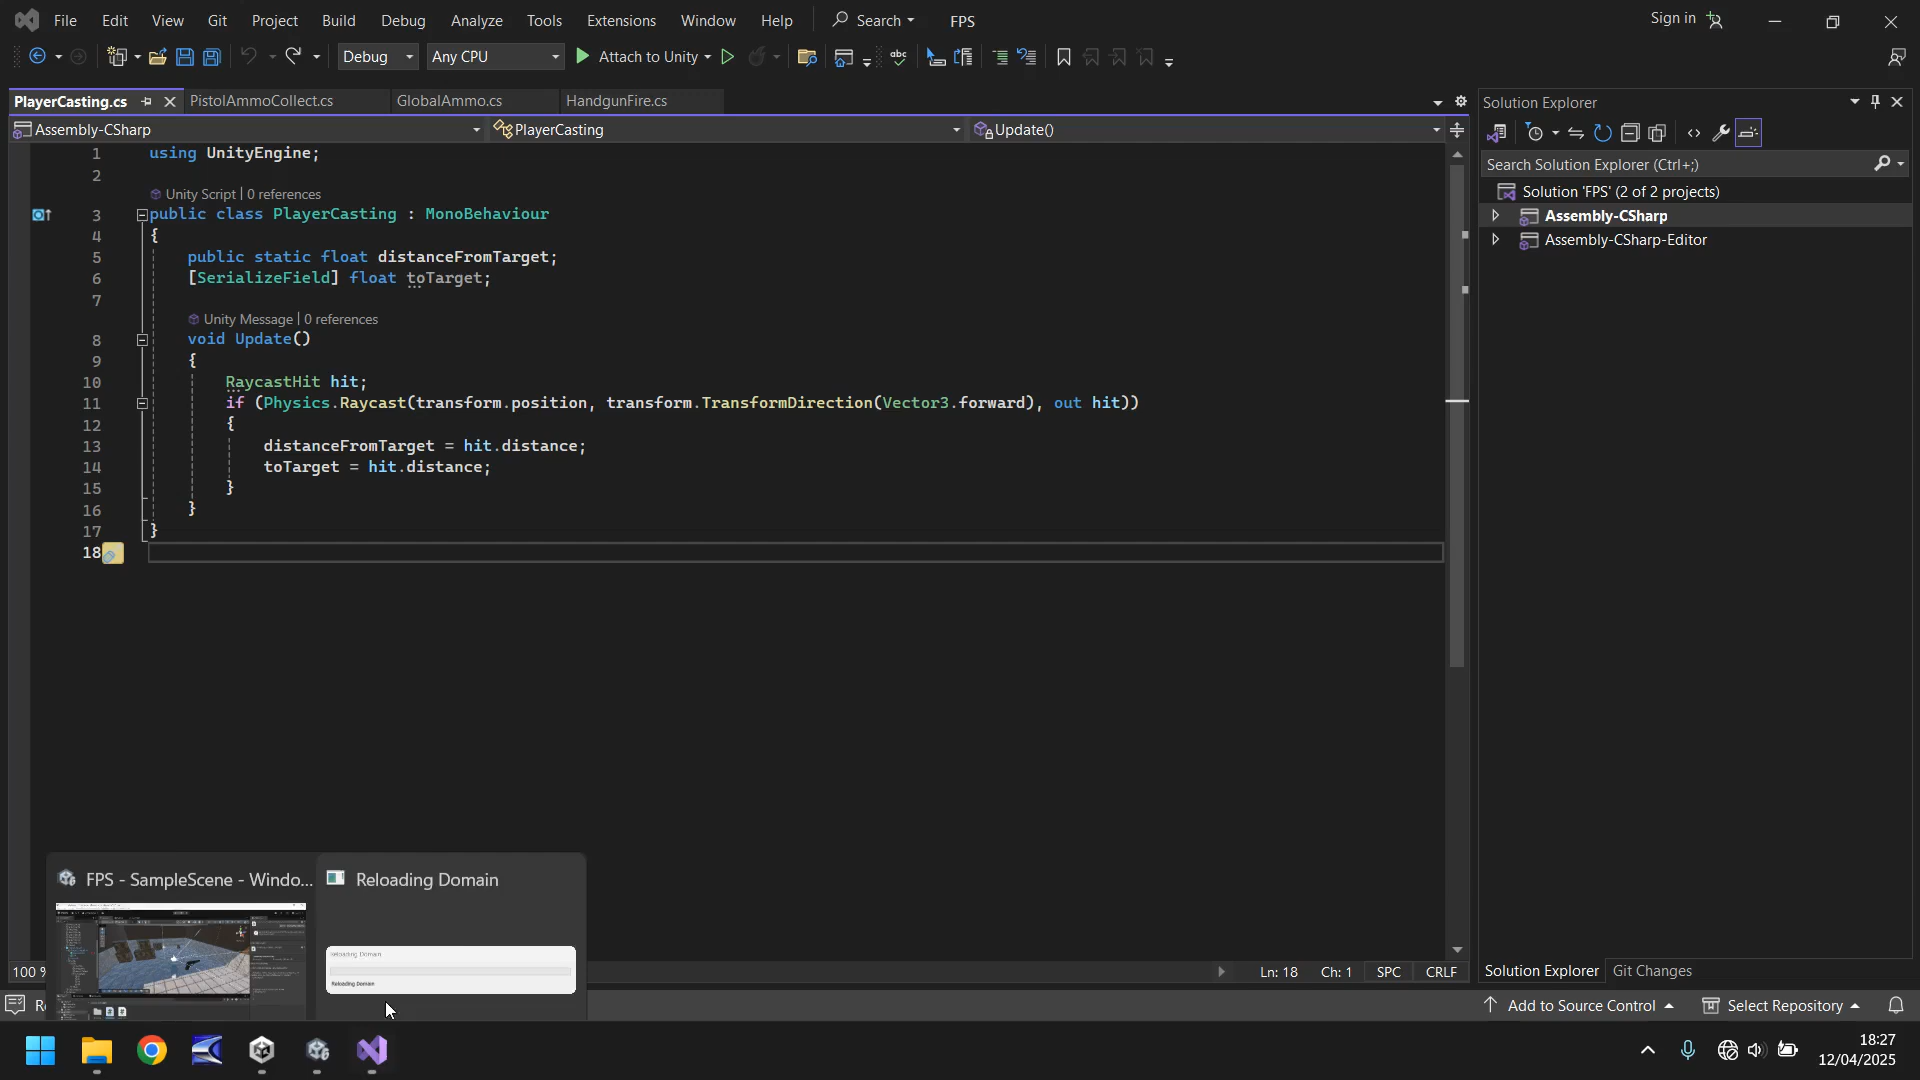 File Edit View Git Project Build Debug Analyze Tools Extensions Window Help Search FPS Sign in
Debug Any CPU Attach to Unity
PlayerCasting.cs PistolAmmoCollect.cs GlobalAmmo.cs HandgunFire.cs
Assembly-CSharp PlayerCasting Update()
1 using UnityEngine;
2
Unity Script | 0 references
3 public class PlayerCasting : MonoBehaviour
4 {
5 public static float distanceFromTarget;
6 [SerializeField] float toTarget;
7
Unity Message | 0 references
8 void Update()
9 {
10 RaycastHit hit;
11 if (Physics.Raycast(transform.position, transform.TransformDirection(Vector3.forward), out hit))
12 {
13 distanceFromTarget = hit.distance;
14 toTarget = hit.distance;
15 }
16 }
17 }
18
Solution Explorer
Search Solution Explorer (Ctrl+;)
Solution 'FPS' (2 of 2 projects)
Assembly-CSharp
Assembly-CSharp-Editor
Solution Explorer Git Changes
FPS - SampleScene - Windo... Reloading Domain
Reloading Domain
Reloading Domain
100 % Ln: 18 Ch: 1 SPC CRLF
Add to Source Control Select Repository
18:27
12/04/2025